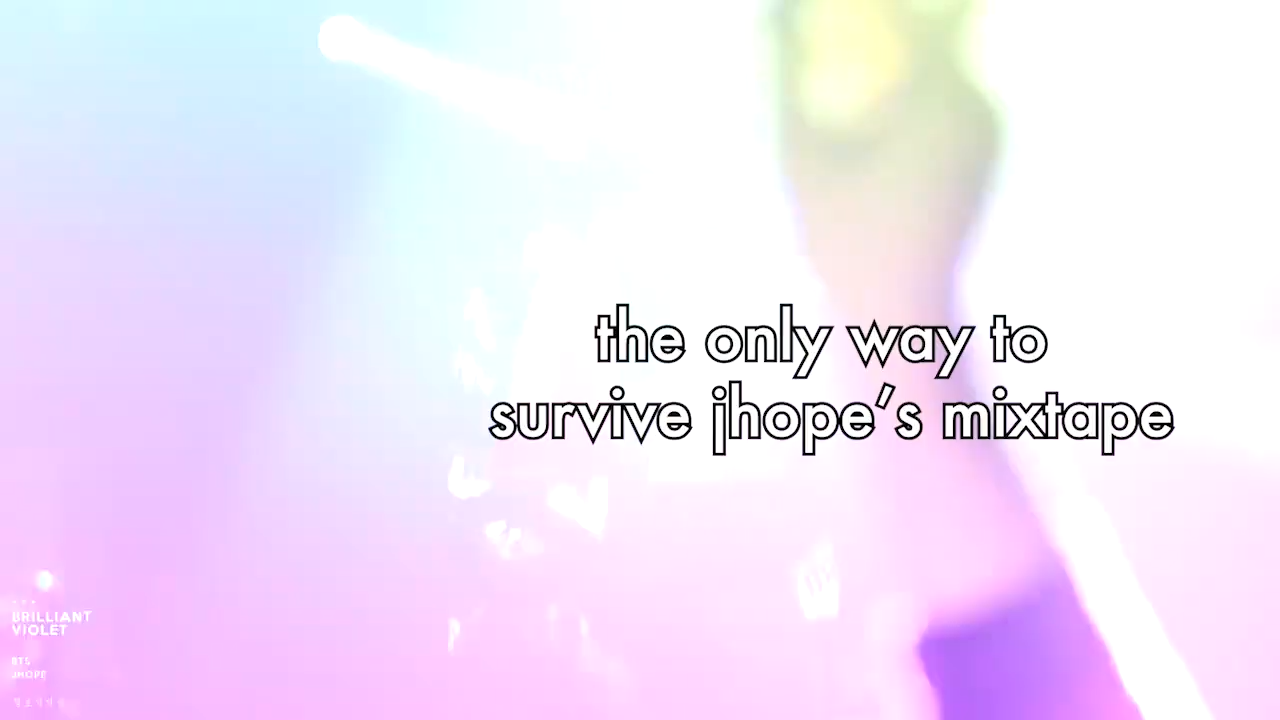 the only way to
survive jhope's mixtape
BRILLIANT
VIOLET
BTS
JHOPE